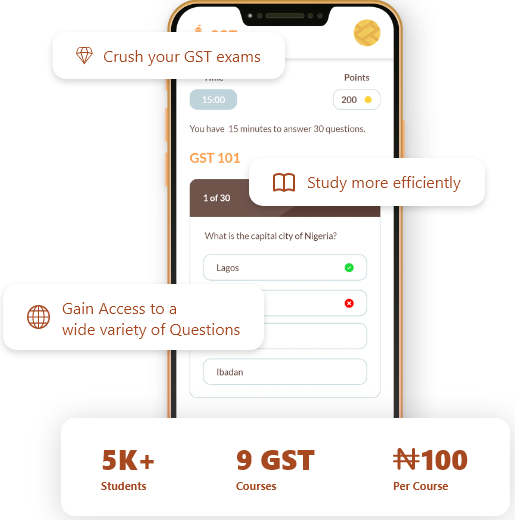 GST
Crush your GST exams
Time
Points
15:00
200
You have 15 minutes to answer 30 questions.
GST 101
Study more efficiently
1 of 30
What is the capital city of Nigeria?
Lagos
Gain Access to a
wide variety of Questions
Ibadan
5K+
9 GST
₦100
Students
Courses
Per Course